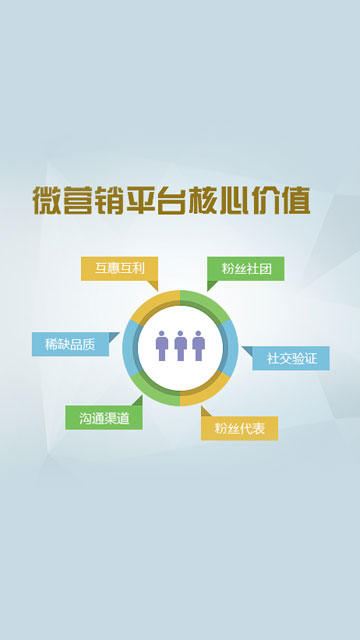 微营销平台核心价值
互惠互利
粉丝社团
稀缺品质
社交验证
沟通渠道
粉丝代表